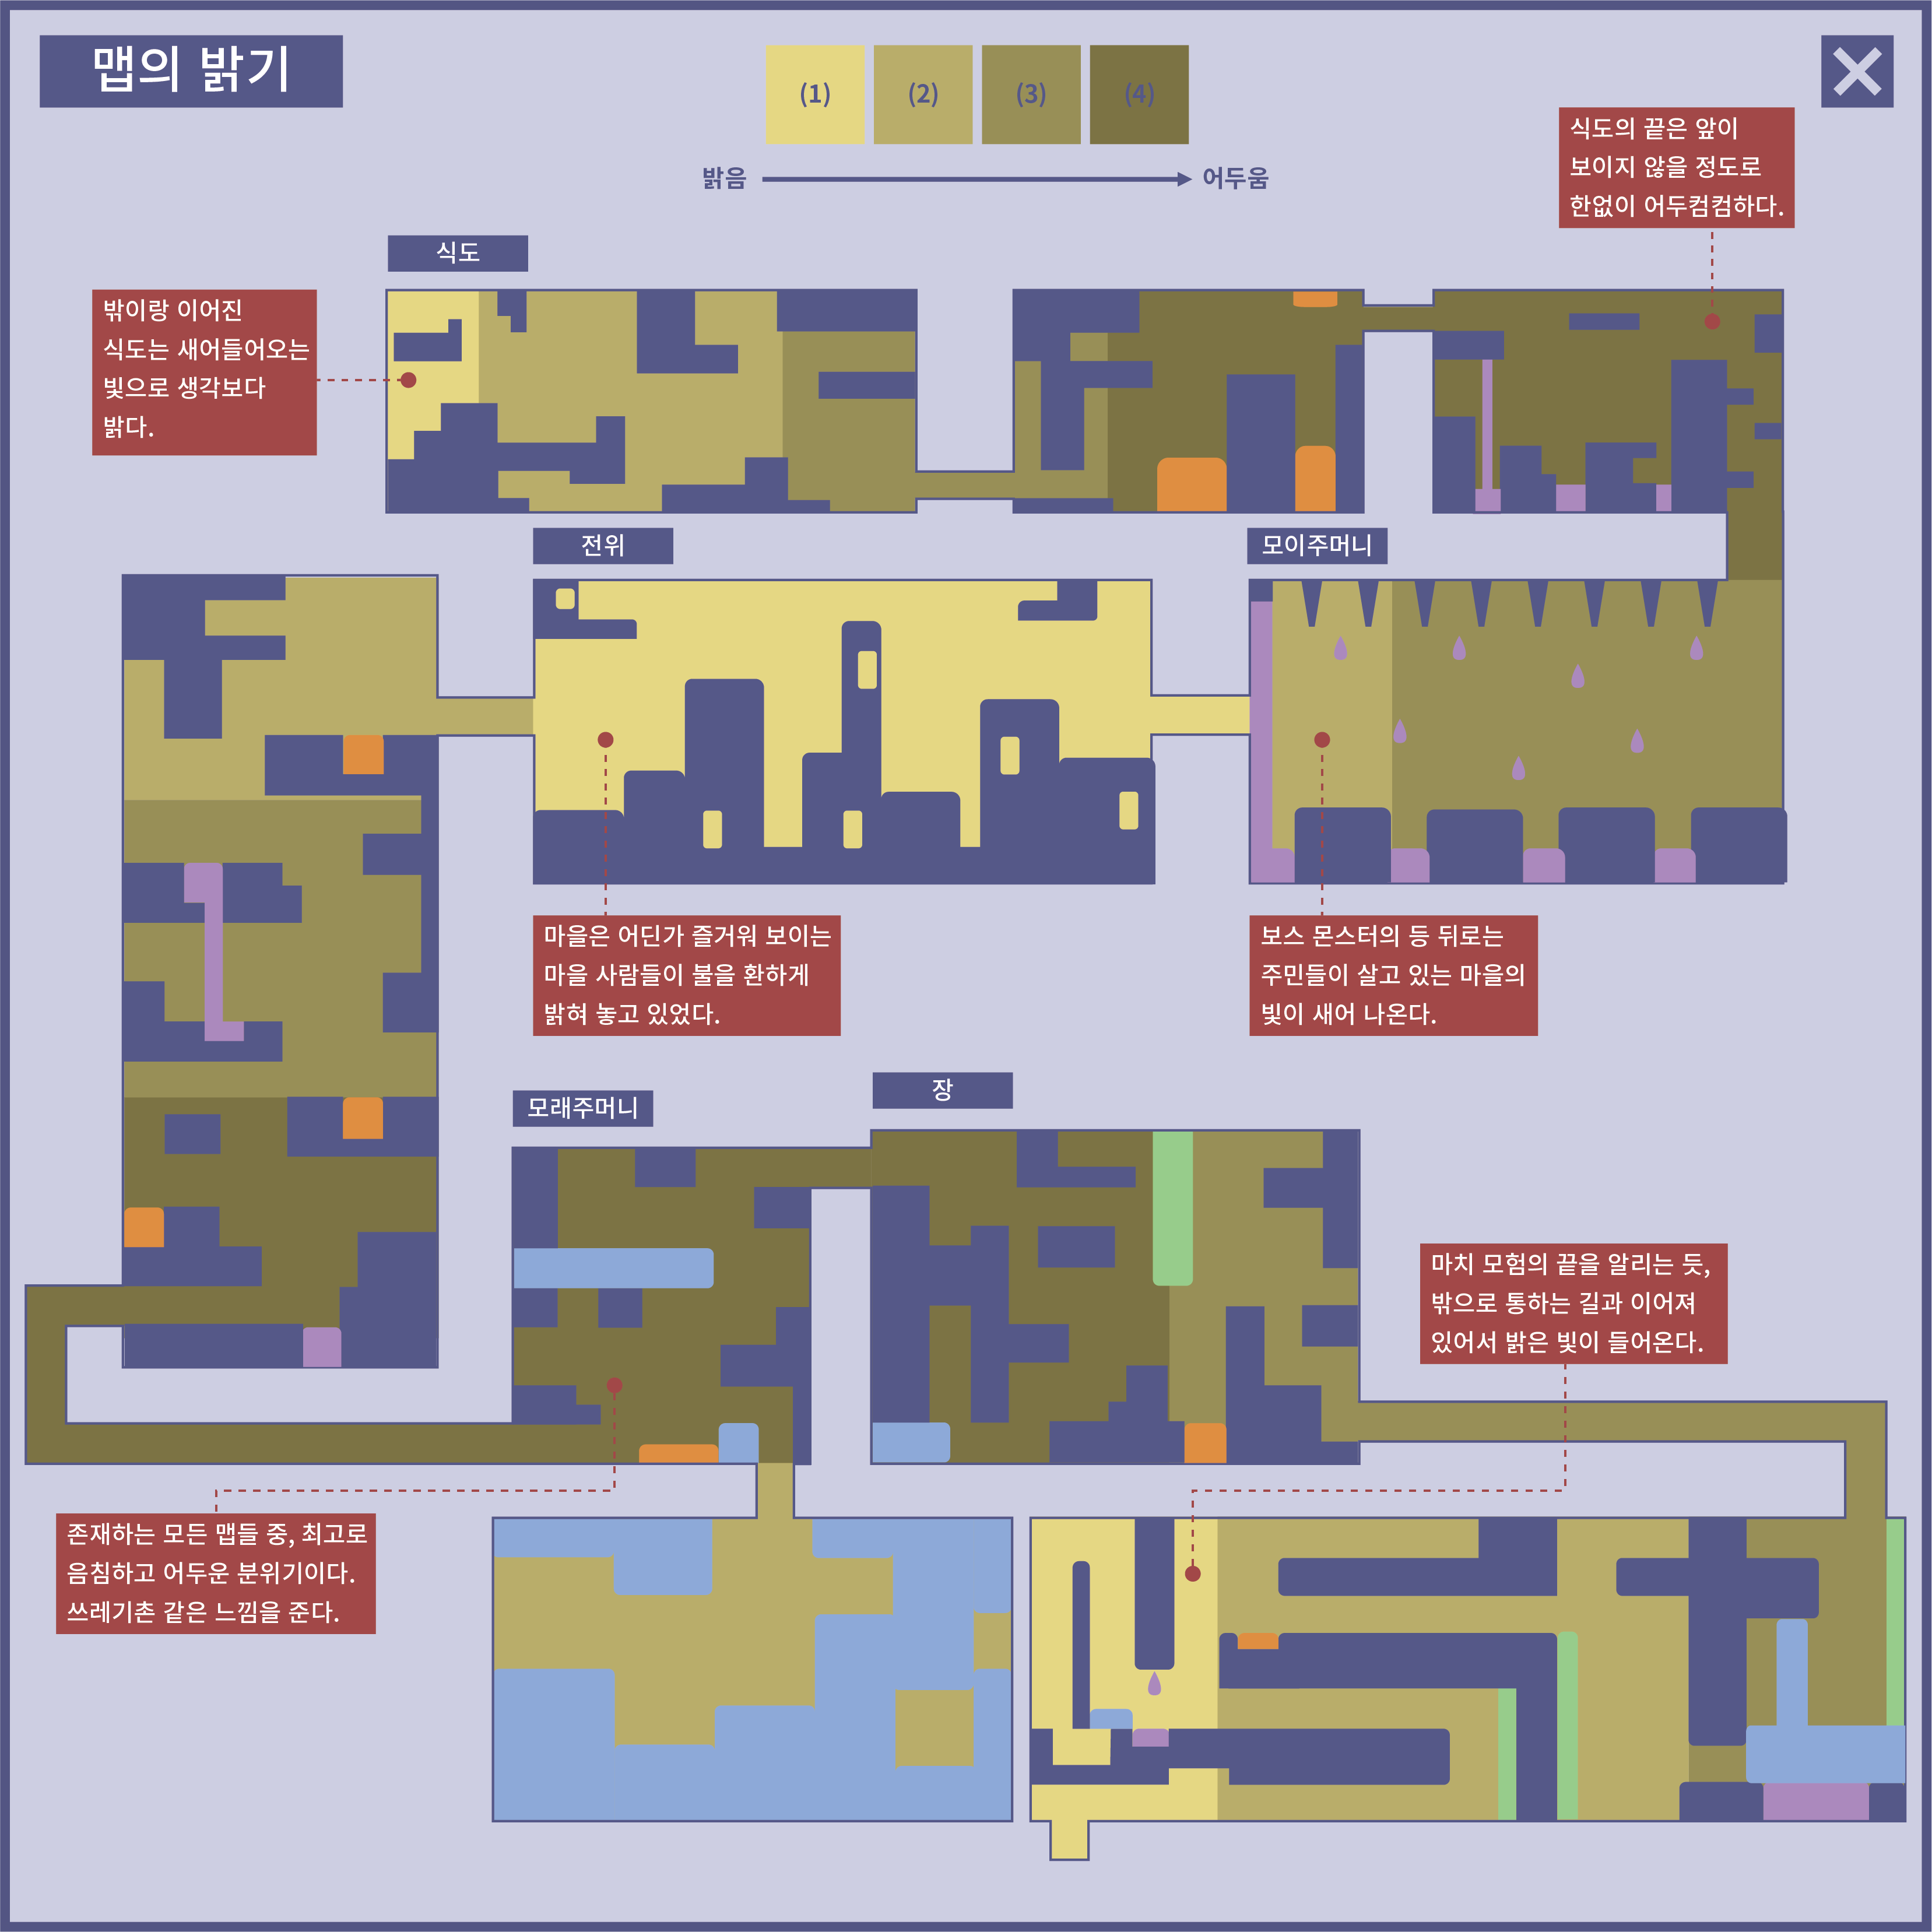 맵의 밝기
(1)
(2)
(3)
(4)
밝음
어두움
식도의 끝은 앞이
보이지 않을 정도로
한없이 어두컴컴하다.
식도
밖이랑 이어진
식도는 새어들어오는
빛으로 생각보다
밝다.
전위
모이주머니
마을은 어딘가 즐거워 보이는
마을 사람들이 불을 환하게
밝혀 놓고 있었다.
보스 몬스터의 등 뒤로는
주민들이 살고 있는 마을의
빛이 새어 나온다.
모래주머니
장
마치 모험의 끝을 알리는 듯,
밖으로 통하는 길과 이어져
있어서 밝은 빛이 들어온다.
존재하는 모든 맵들 중, 최고로
음침하고 어두운 분위기이다.
쓰레기촌 같은 느낌을 준다.